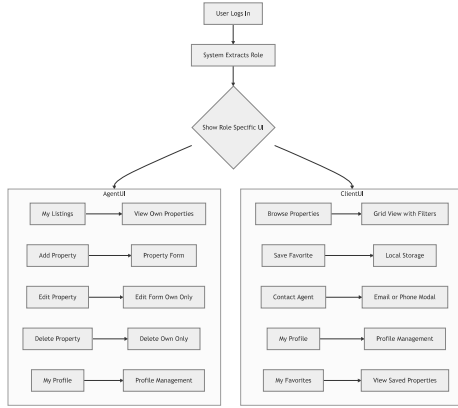 User Logs In
System Extracts Role
Show Role Specific UI
AgentUI
My Listings
View Own Properties
Add Property
Property Form
Edit Property
Edit Form Own Only
Delete Property
Delete Own Only
My Profile
Profile Management
ClientUI
Browse Properties
Grid View with Filters
Save Favorite
Local Storage
Contact Agent
Email or Phone Modal
My Profile
Profile Management
My Favorites
View Saved Properties